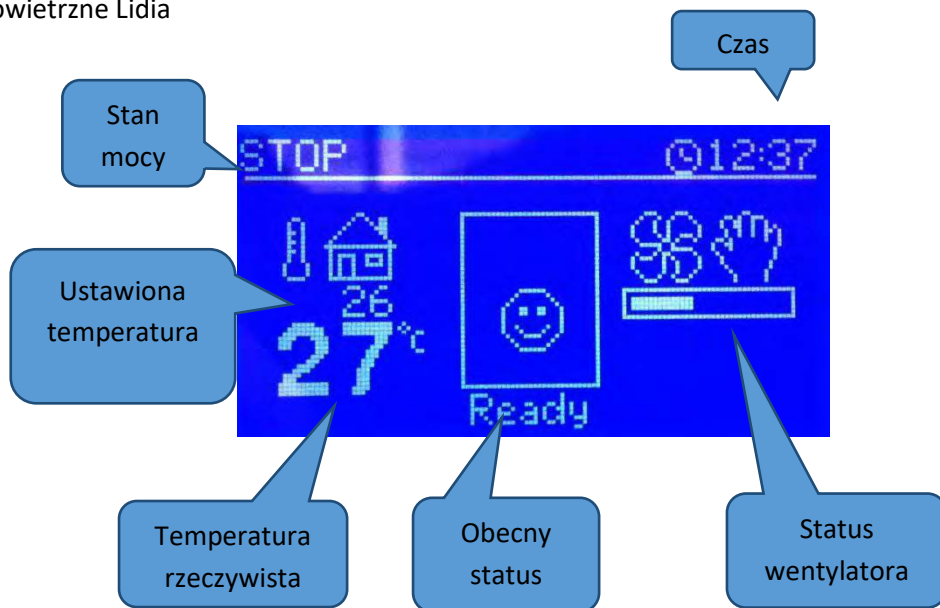 owietrzne Lidia
Czas
Stan
mocy
STOP
12:37
Ustawiona
temperatura
26
27°C
Ready
Temperatura
rzeczywista
Obecny
status
Status
wentylatora